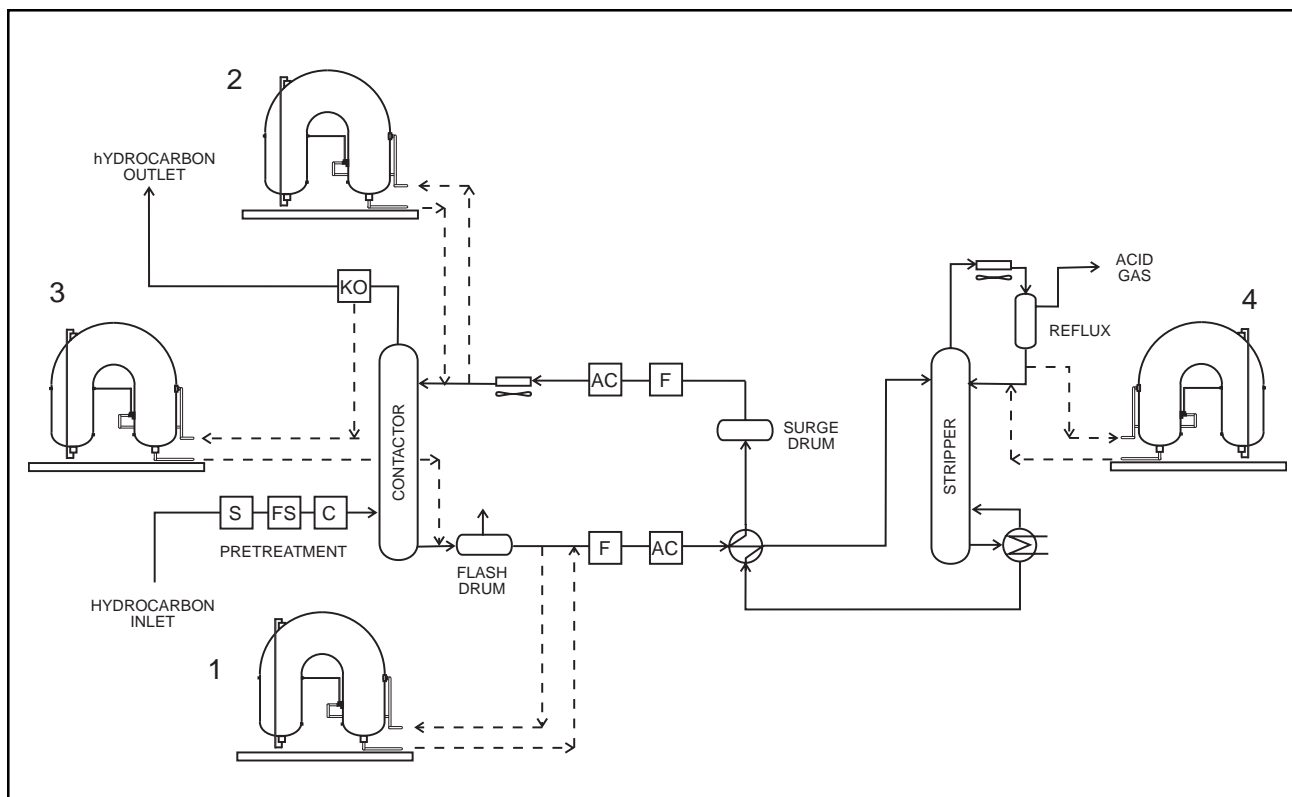 2
hYDROCARBON
OUTLET
KO
3
ACID
GAS
4
REFLUX
AC
F
SURGE
DRUM
CONTACTOR
STRIPPER
S
FS
C
PRETREATMENT
F
AC
FLASH
DRUM
HYDROCARBON
INLET
1